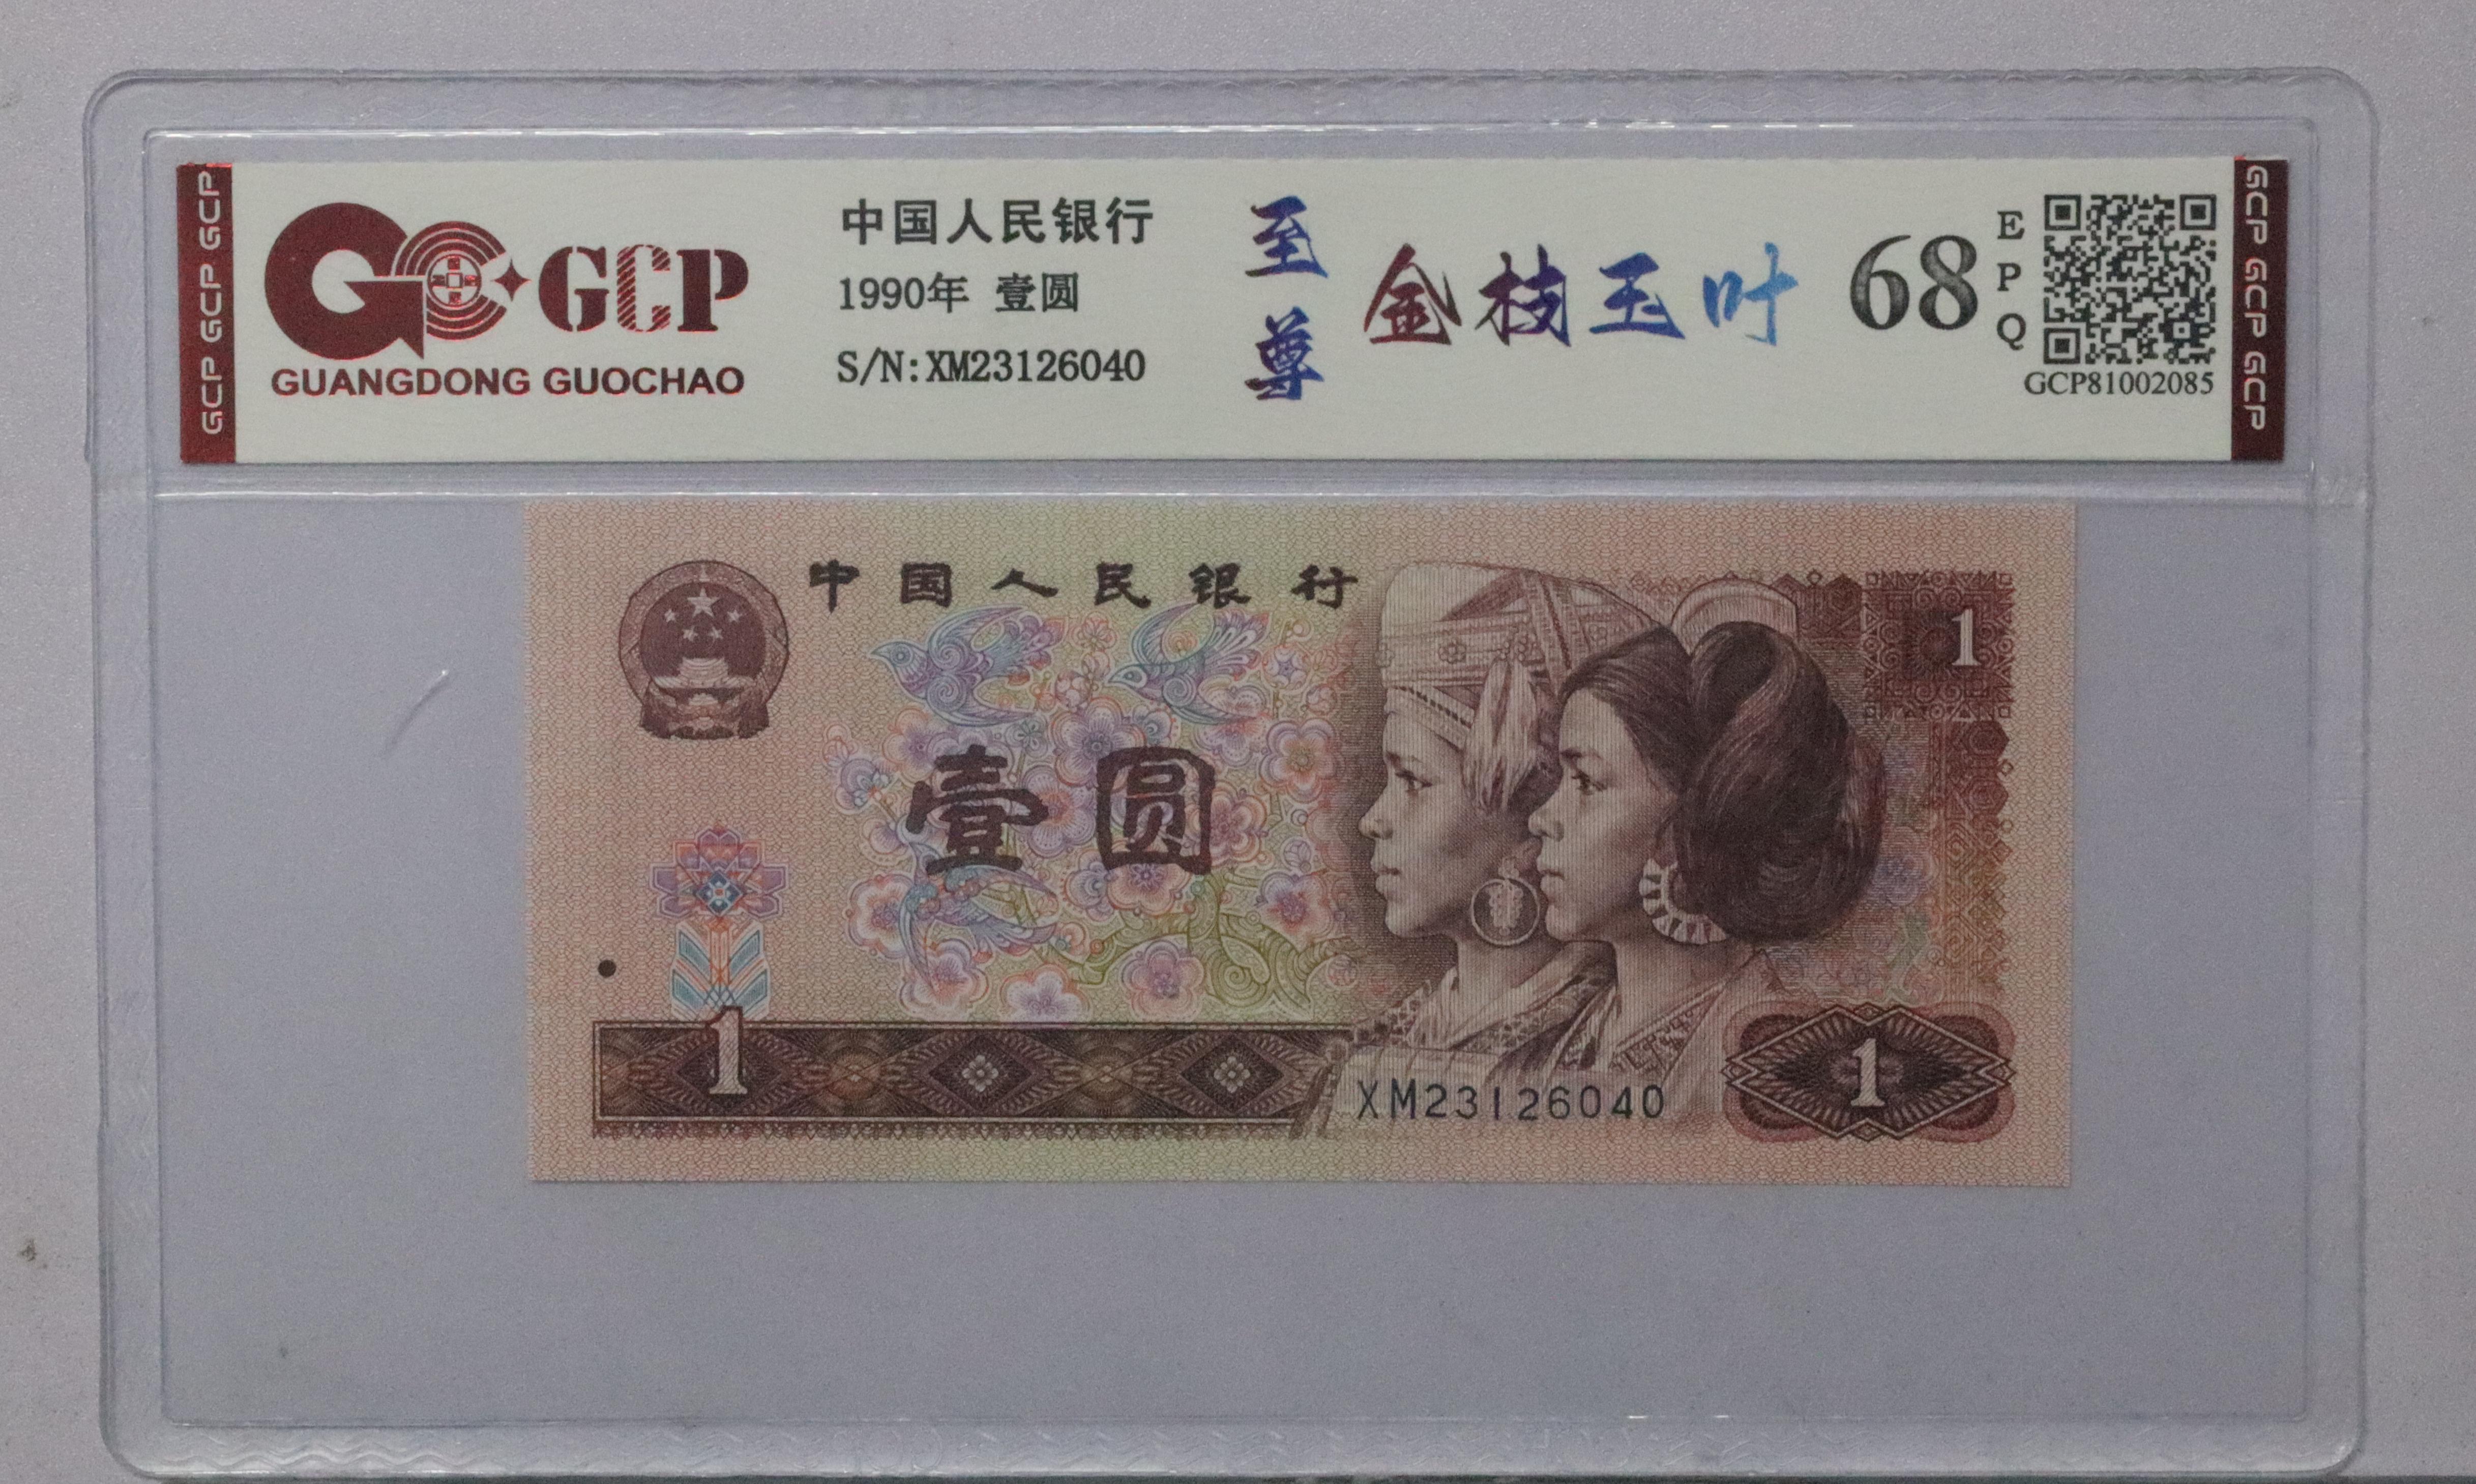 GCP GCP GCP
GCP
GUANGDONG GUOCHAO
中国人民银行
1990年 壹圆
S/N:XM23126040
至尊
金枝玉叶
68
EPQ
GCP81002085
GCP GCP GCP
中国人民银行
1
壹圆
1
XM23126040
1